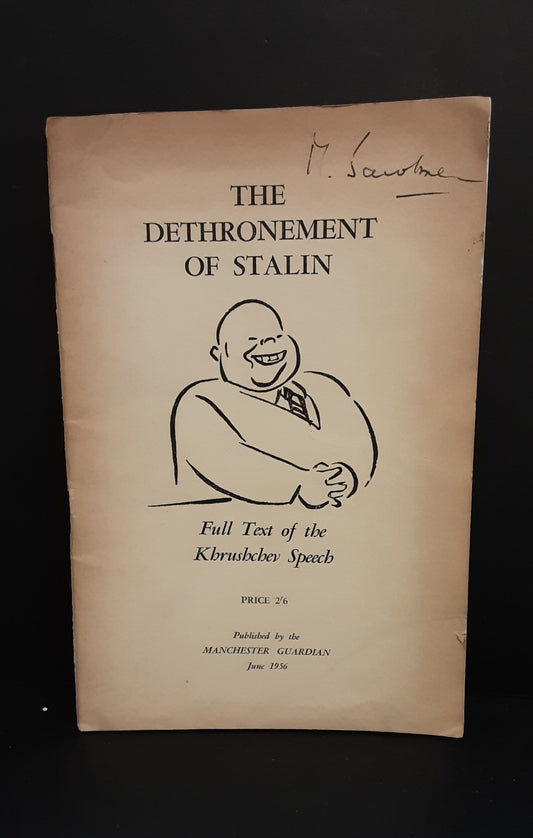 M.
THE
DETHRONEMENT
OF STALIN
Full Text of the
Khrushchev Speech
PRICE 2/6
Published by the
MANCHESTER GUARDIAN
June 1956